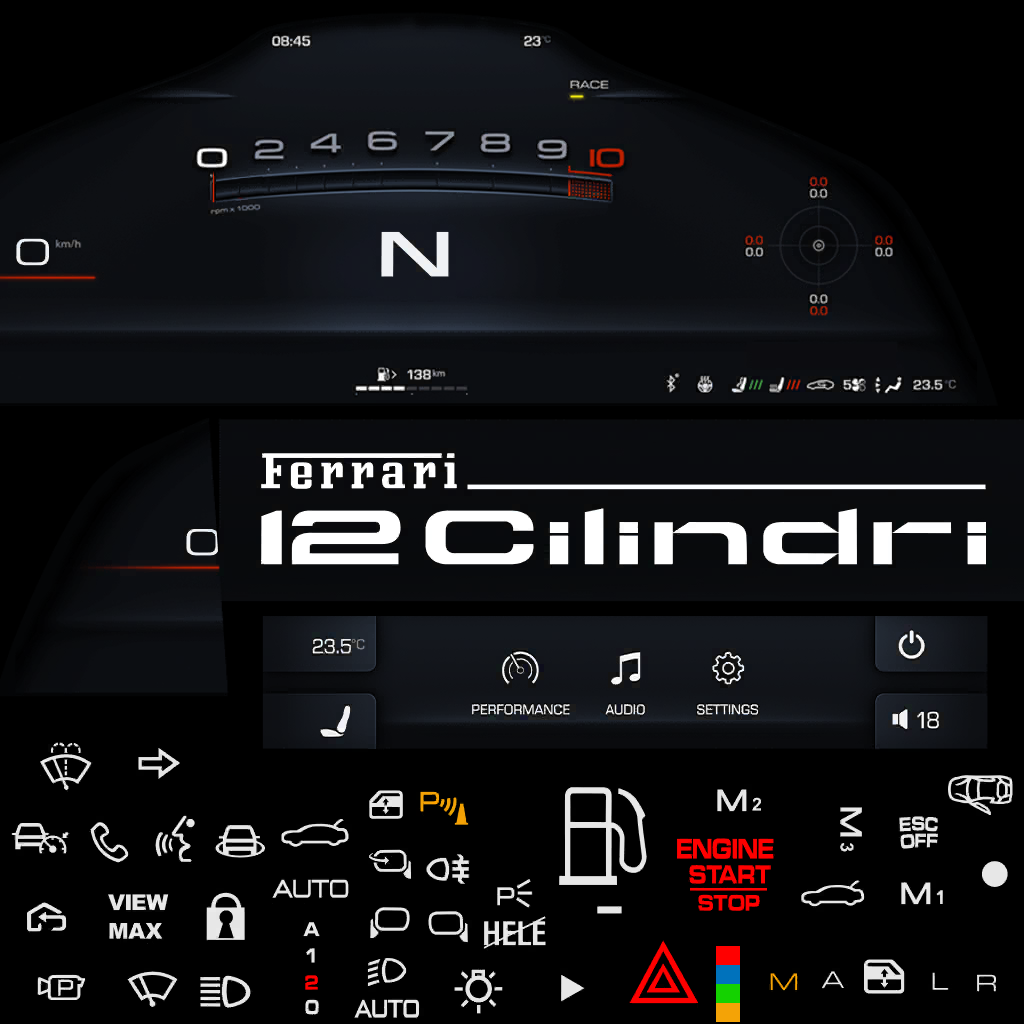 08:45
23°C
RACE
0 2 4 6 7 8 9 10
rpm x 1000
0 km/h
N
0.0
0.0
0.0
0.0
0.0
0.0
0.0
0.0
138 km
5
23.5 °C
0
Ferrari
12Cilindri
23.5°C
PERFORMANCE
AUDIO
SETTINGS
18
P
M2
M3
ESC
OFF
ENGINE
START
STOP
AUTO
VIEW
MAX
P
HELE
M1
A
1
2
0
P
AUTO
M
A
L
R